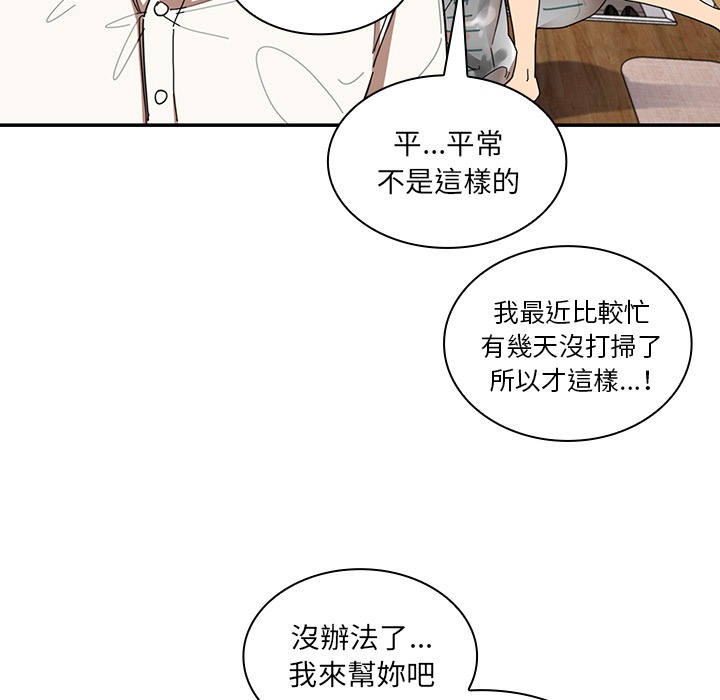 平...平常
不是這樣的
我最近比較忙
有幾天沒打掃了
所以才這樣...!
沒辦法了...
我來幫妳吧